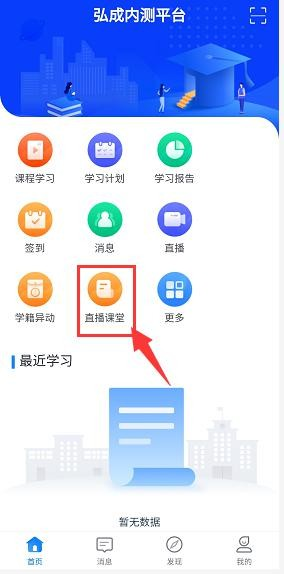 弘成内测平台
课程学习 学习计划 学习报告
签到 消息 直播
学籍异动 直播课堂 更多
最近学习
暂无数据
首页 消息 发现 我的